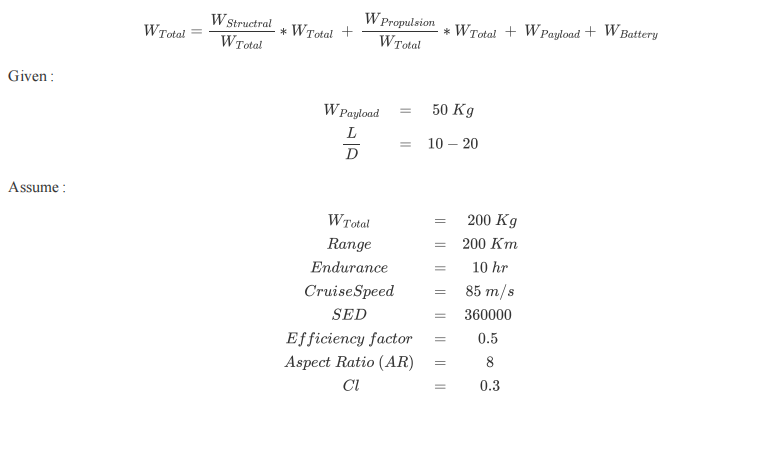 W_Total = W_Structral / W_Total * W_Total + W_Propulsion / W_Total * W_Total + W_Payload + W_Battery
Given :
W_Payload = 50 Kg
L / D = 10 − 20
Assume :
W_Total = 200 Kg
Range = 200 Km
Endurance = 10 hr
CruiseSpeed = 85 m/s
SED = 360000
Efficiency factor = 0.5
Aspect Ratio (AR) = 8
Cl = 0.3